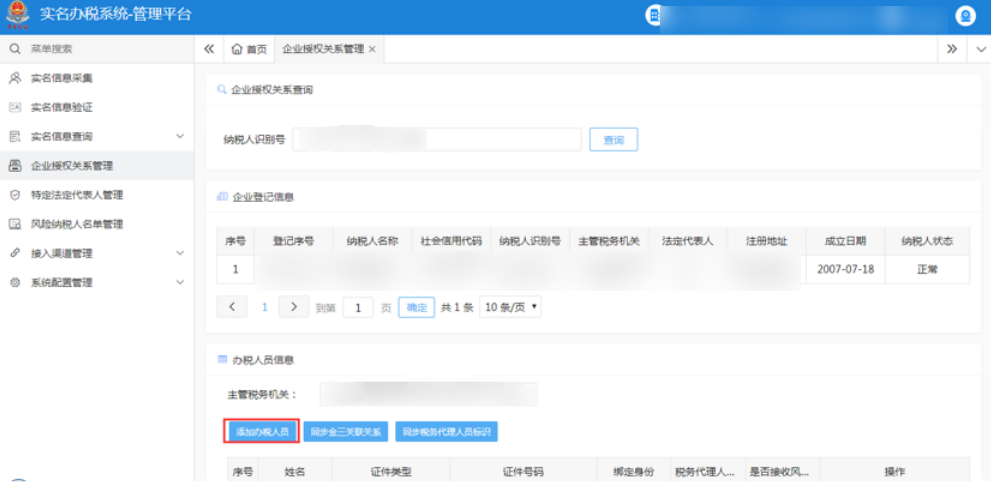 实名办税系统-管理平台
菜单搜索
首页 企业授权关系管理 ×
实名信息采集
实名信息验证
实名信息查询
企业授权关系管理
特定法定代表人管理
风险纳税人名单管理
接入渠道管理
系统配置管理
企业授权关系查询
纳税人识别号 查询
企业登记信息
序号 登记序号 纳税人名称 社会信用代码 纳税人识别号 主管税务机关 法定代表人 注册地址 成立日期 纳税人状态
1 2007-07-18 正常
< 1 > 到第 1 页 确定 共 1 条 10 条/页
办税人员信息
主管税务机关：
添加办税人员 同步金三关联关系 同步税务代理人员标识
序号 姓名 证件类型 证件号码 绑定身份 税务代理人... 是否接收风... 操作